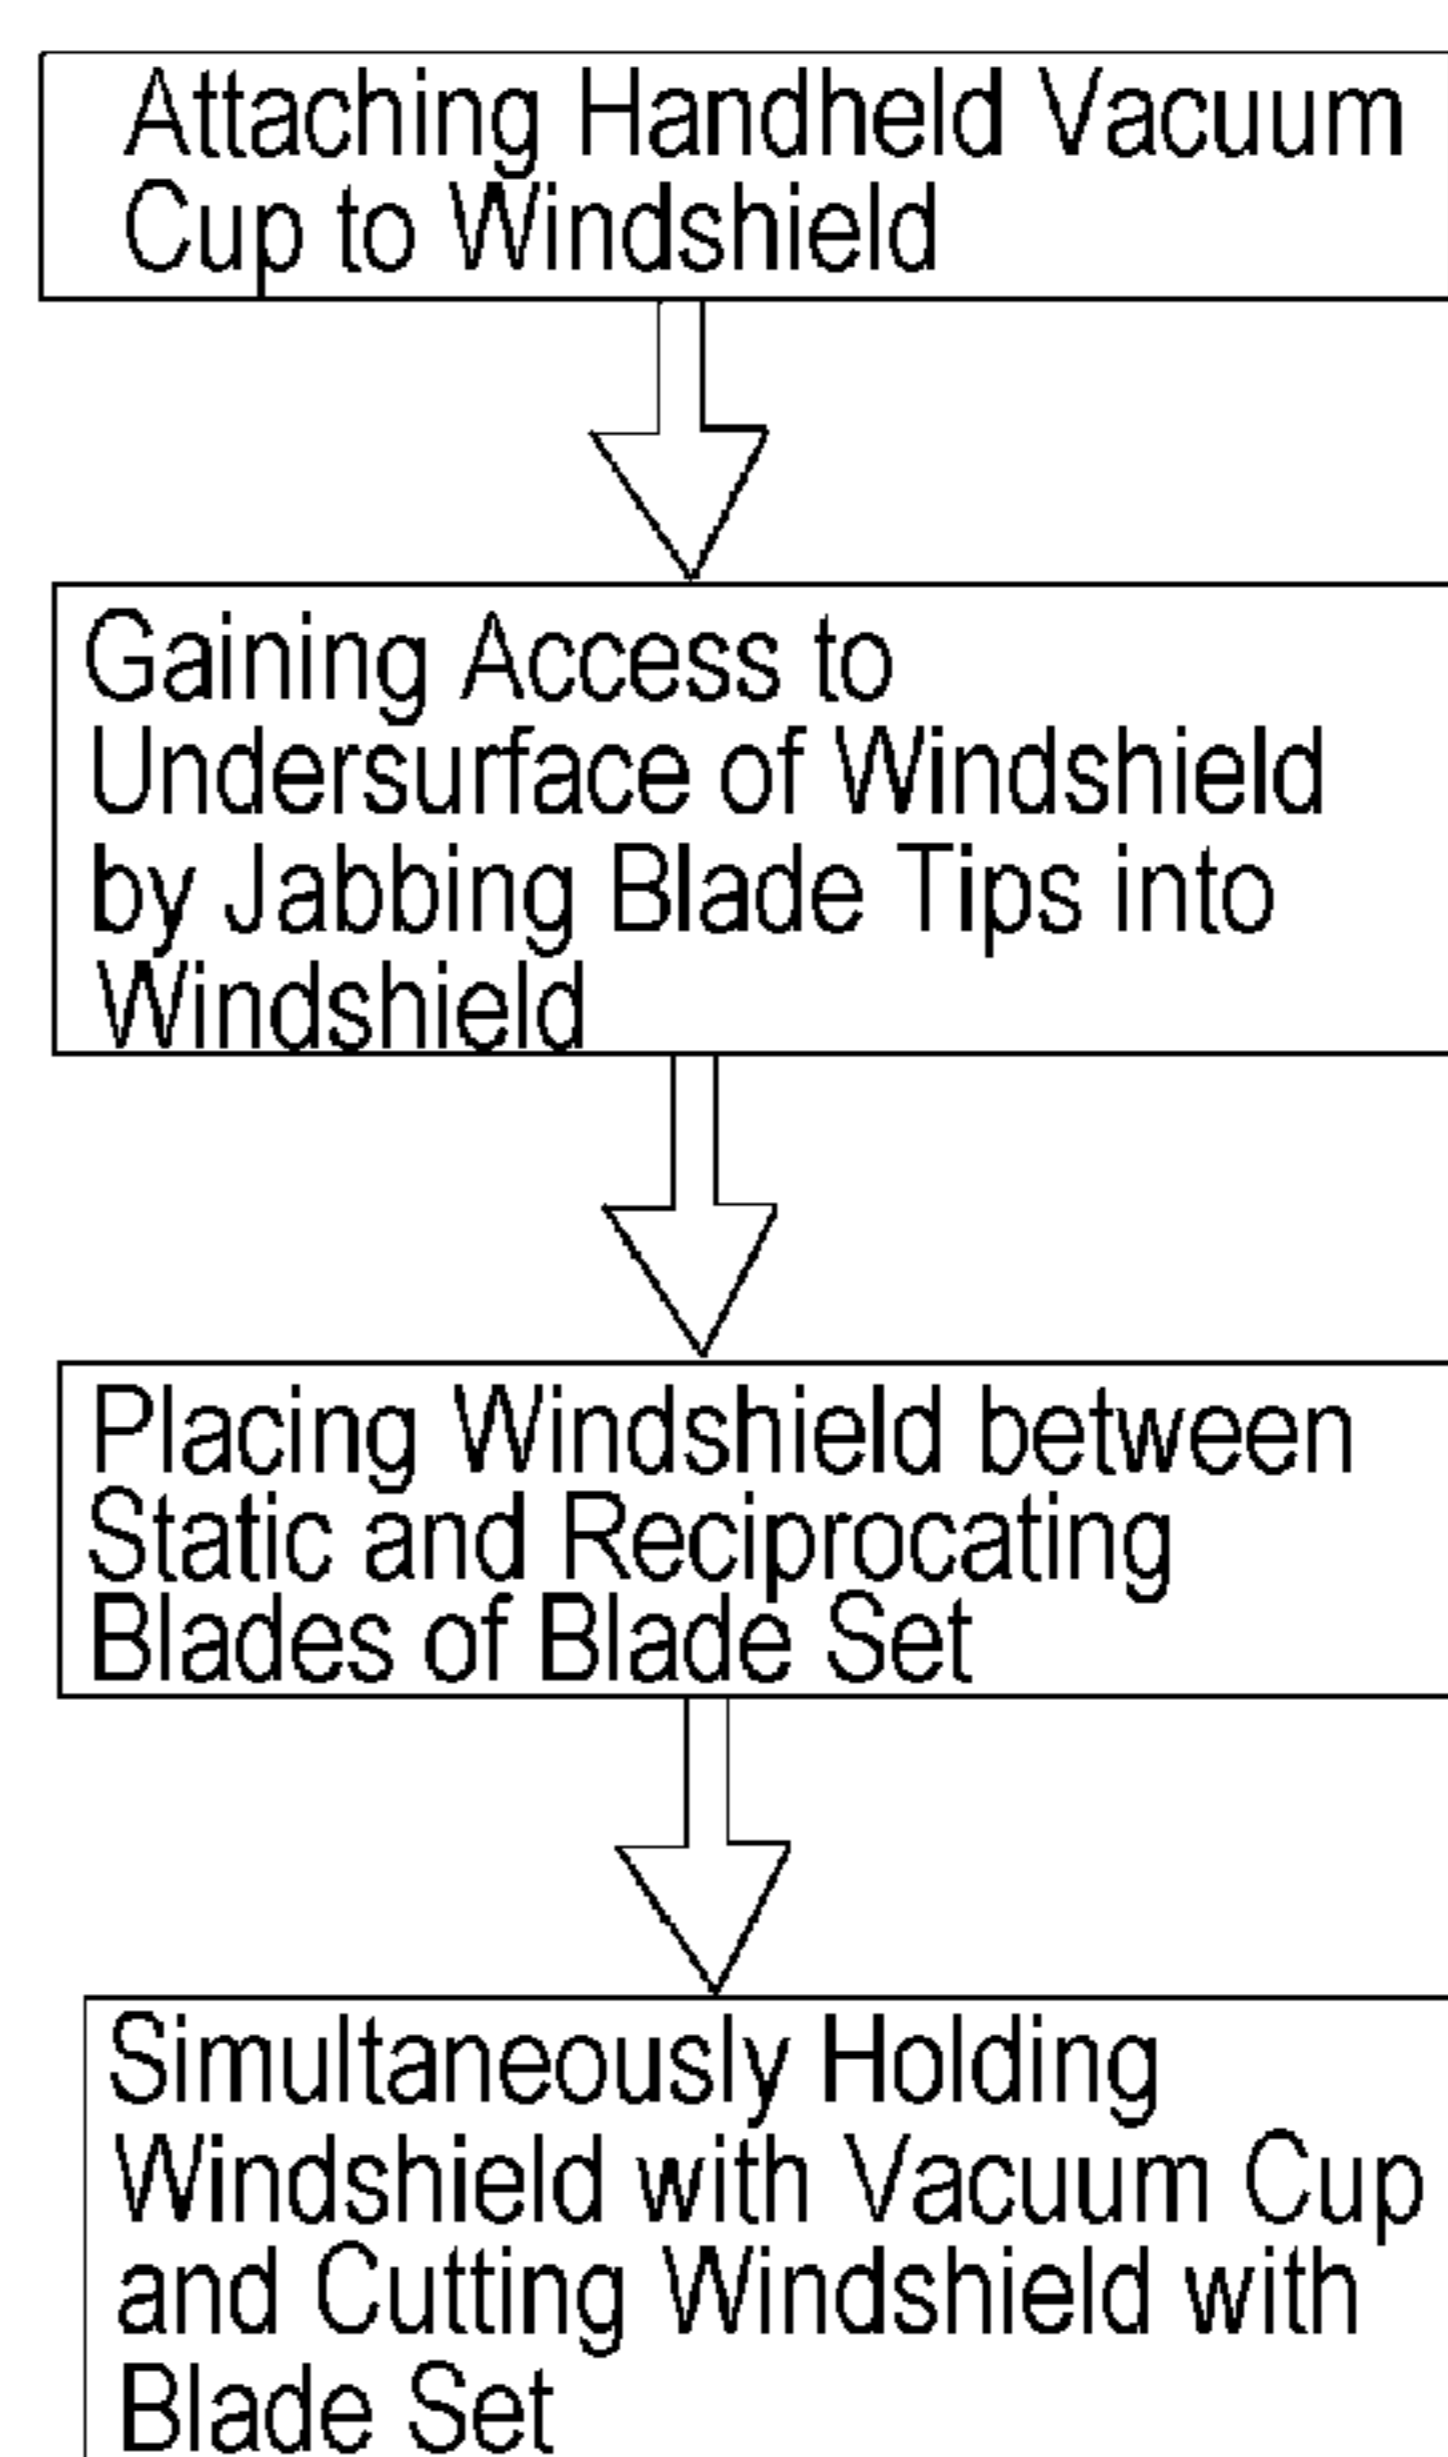 Attaching Handheld Vacuum
Cup to Windshield
Gaining Access to
Undersurface of Windshield
by Jabbing Blade Tips into
Windshield
Placing Windshield between
Static and Reciprocating
Blades of Blade Set
Simultaneously Holding
Windshield with Vacuum Cup
and Cutting Windshield with
Blade Set